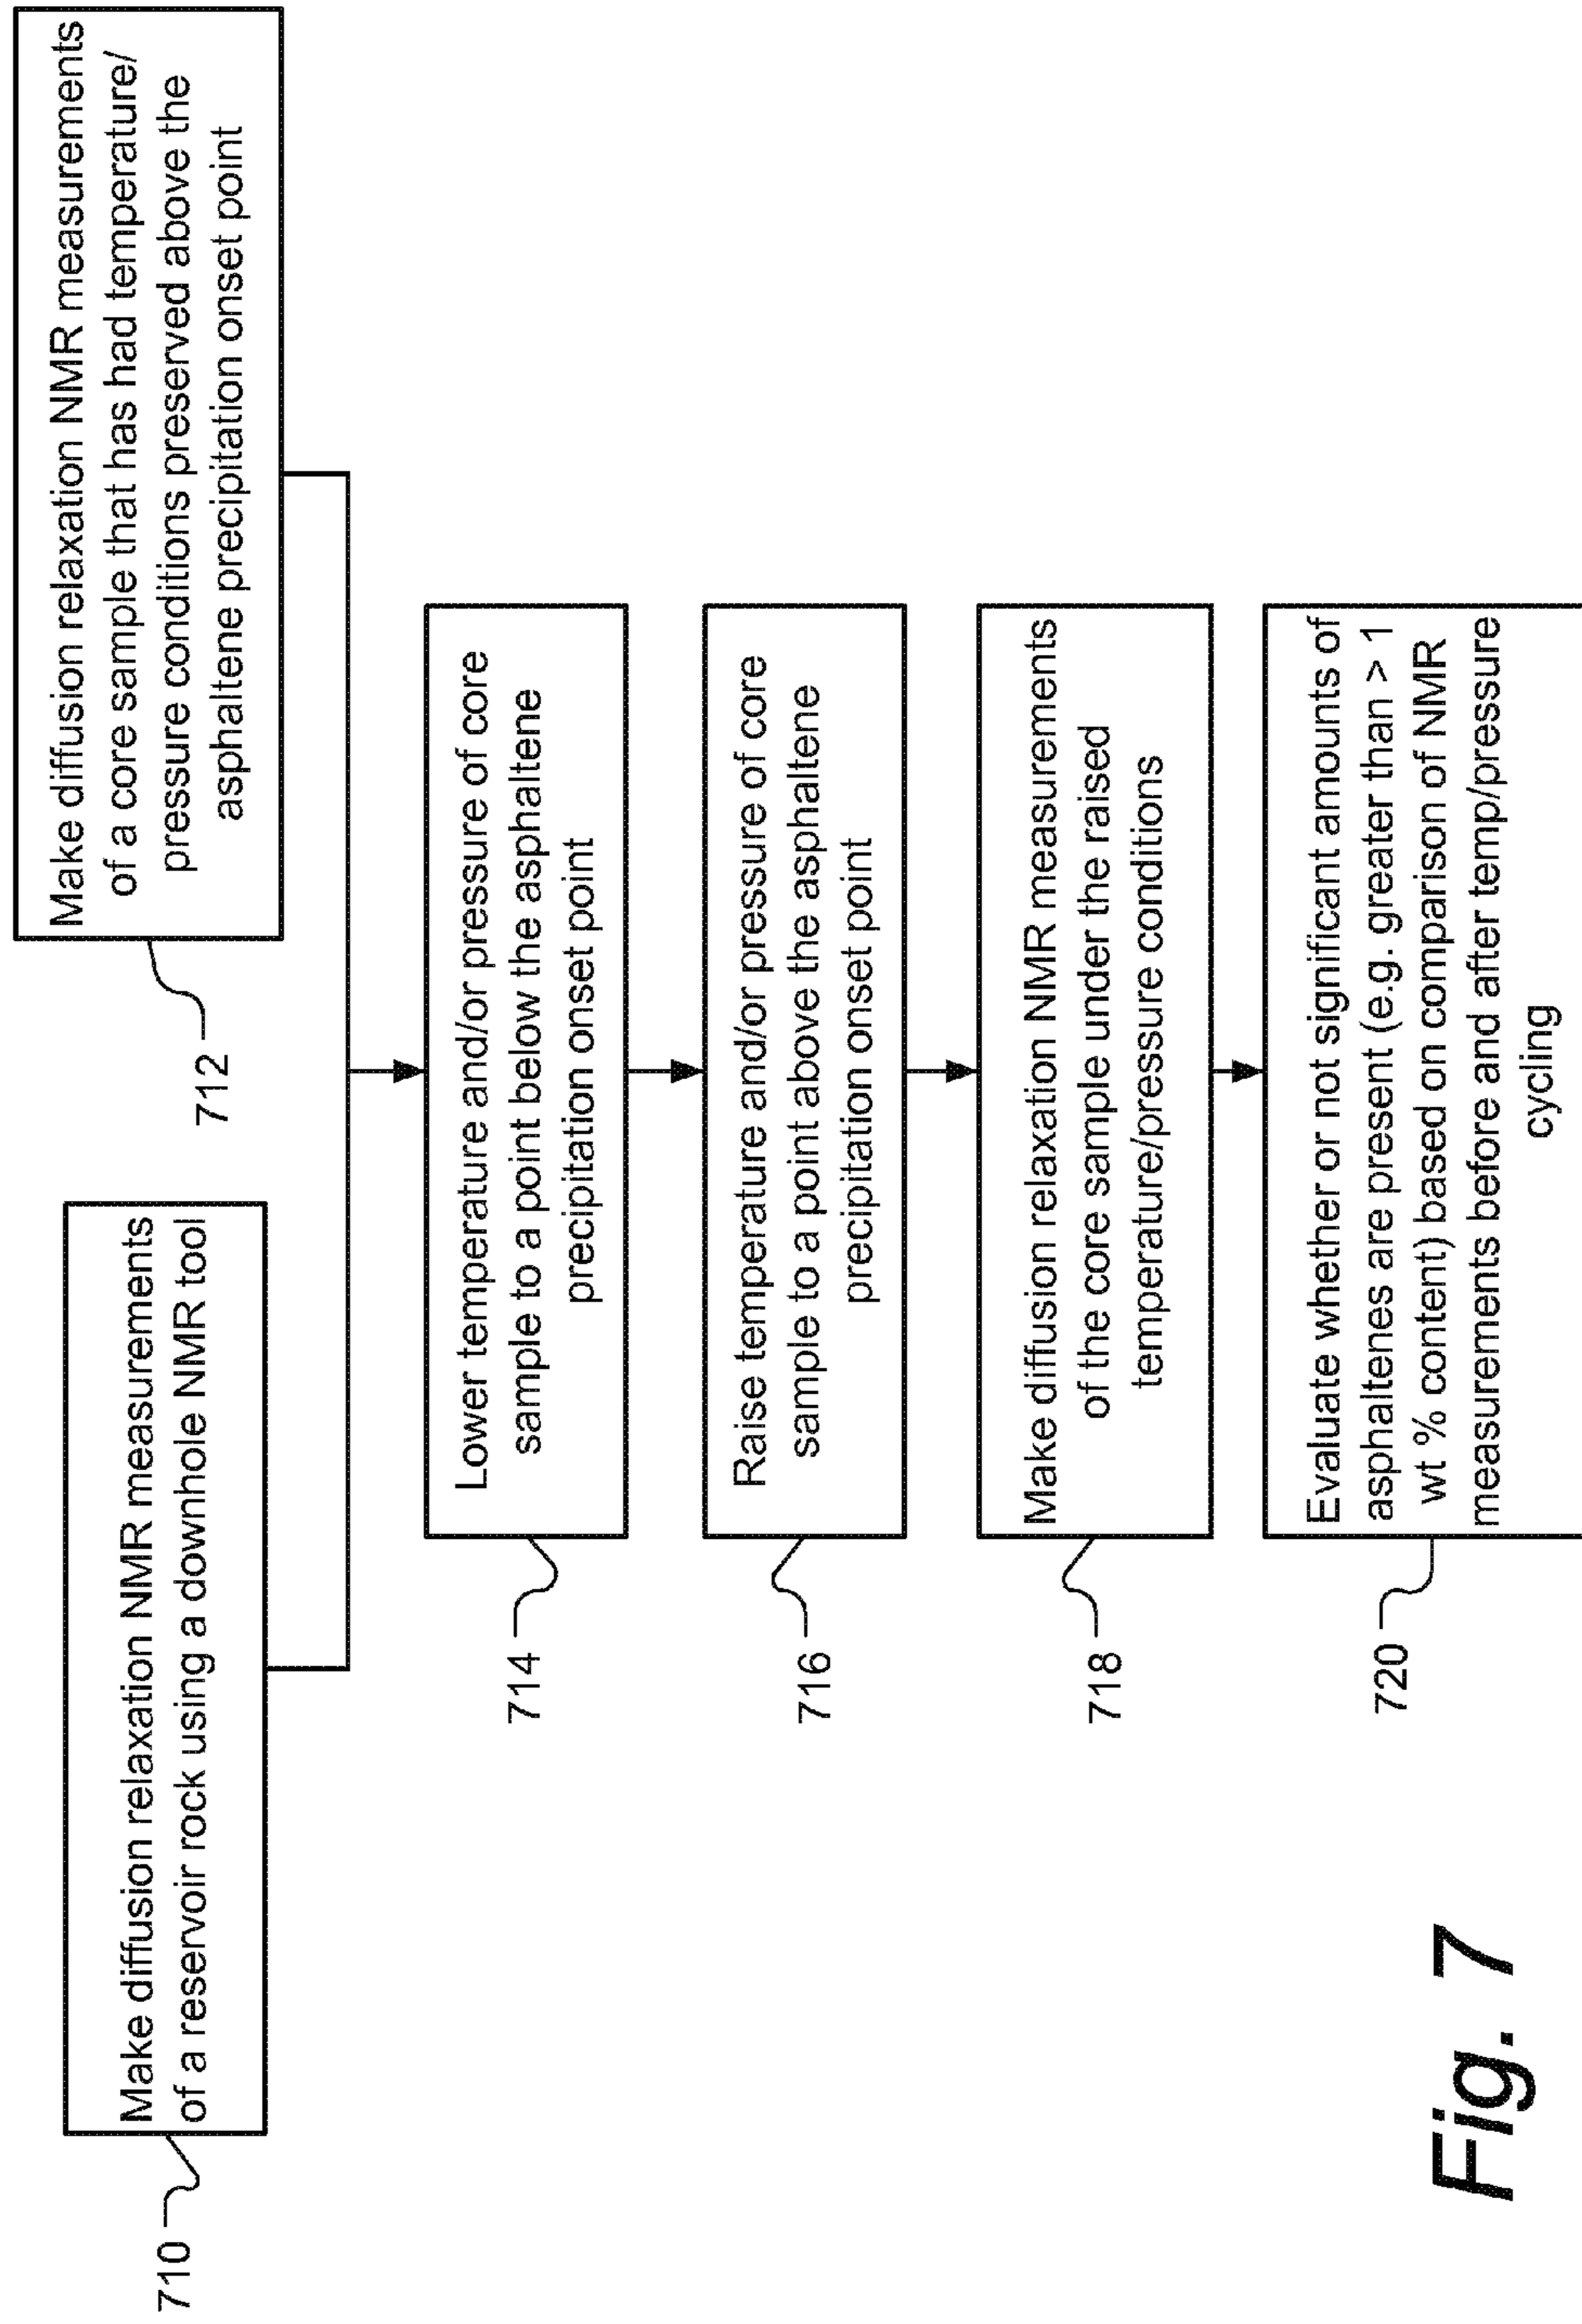 Make diffusion relaxation NMR measurements
of a reservoir rock using a downhole NMR tool
710
Make diffusion relaxation NMR measurements
of a core sample that has had temperature/
pressure conditions preserved above the
asphaltene precipitation onset point
712
Lower temperature and/or pressure of core
sample to a point below the asphaltene
precipitation onset point
714
Raise temperature and/or pressure of core
sample to a point above the asphaltene
precipitation onset point
716
Make diffusion relaxation NMR measurements
of the core sample under the raised
temperature/pressure conditions
718
Evaluate whether or not significant amounts of
asphaltenes are present (e.g. greater than > 1
wt % content) based on comparison of NMR
measurements before and after temp/pressure
cycling
720
Fig. 7